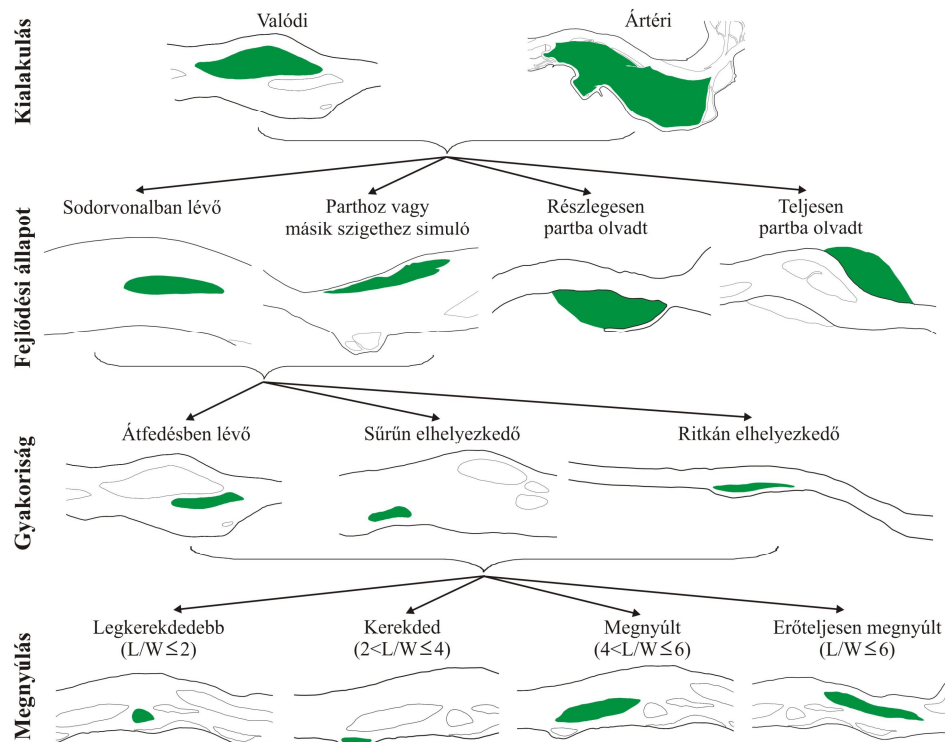 Kialakulás
Valódi
Ártéri
Fejlődési állapot
Sodorvonalban lévő
Parthoz vagy
másik szigethez simuló
Részlegesen
partba olvadt
Teljesen
partba olvadt
Gyakoriság
Átfedésben lévő
Sűrűn elhelyezkedő
Ritkán elhelyezkedő
Megnyúlás
Legkerekdedebb
(L/W≤2)
Kerekded
(2<L/W≤4)
Megnyúlt
(4<L/W≤6)
Erőteljesen megnyúlt
(L/W≤6)